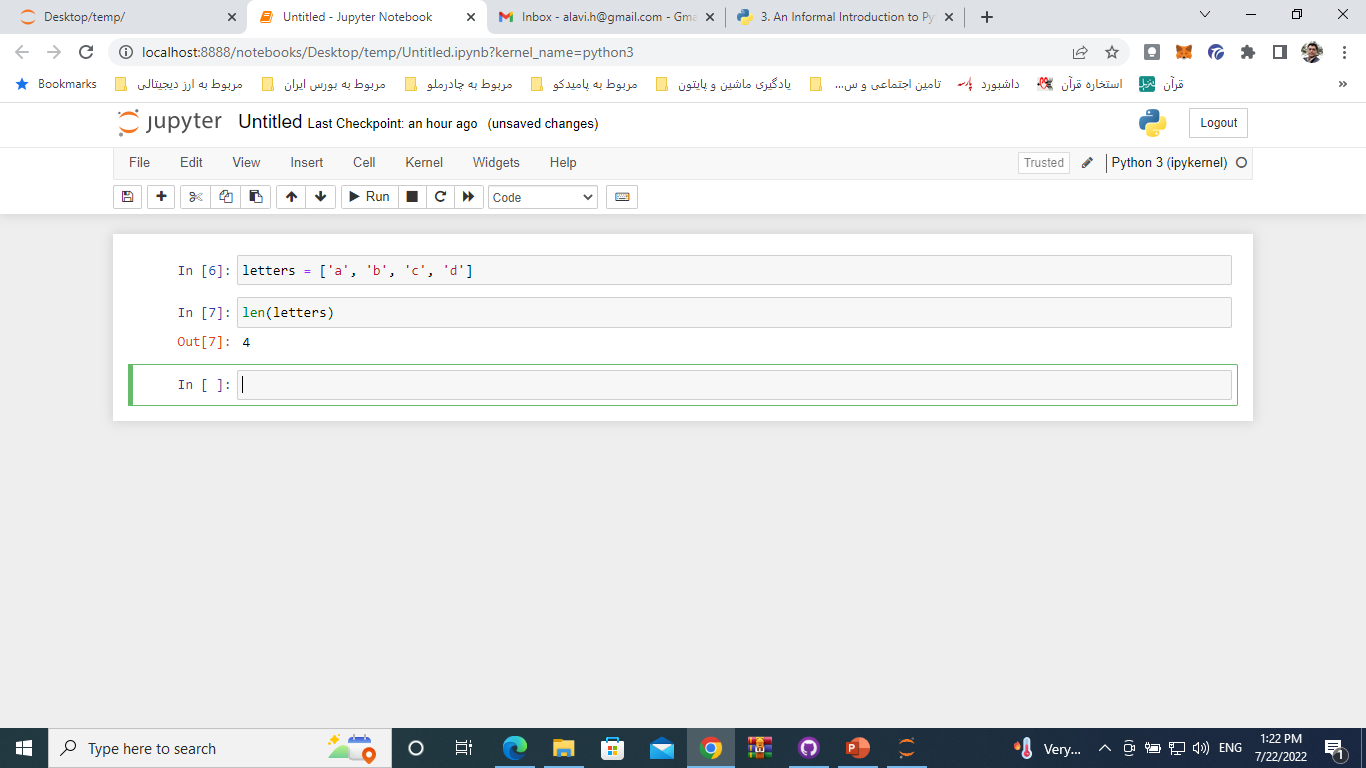 Desktop/temp/
Untitled - Jupyter Notebook
Inbox - alavi.h@gmail.com - Gma
3. An Informal Introduction to Py
localhost:8888/notebooks/Desktop/temp/Untitled.ipynb?kernel_name=python3
Bookmarks
مربوط به ارز دیجیتالی
مربوط به بورس ایران
مربوط به چادرملو
مربوط به پامیدکو
یادگیری ماشین و پایتون
تامین اجتماعی و س...
داشبورد
استخاره قرآن
قرآن
»
jupyter Untitled Last Checkpoint: an hour ago (unsaved changes)
Logout
File Edit View Insert Cell Kernel Widgets Help
Trusted
Python 3 (ipykernel)
Run
Code
In [6]: letters = ['a', 'b', 'c', 'd']
In [7]: len(letters)
Out[7]: 4
In [ ]:
Type here to search
Very...
ENG
1:22 PM
7/22/2022
1